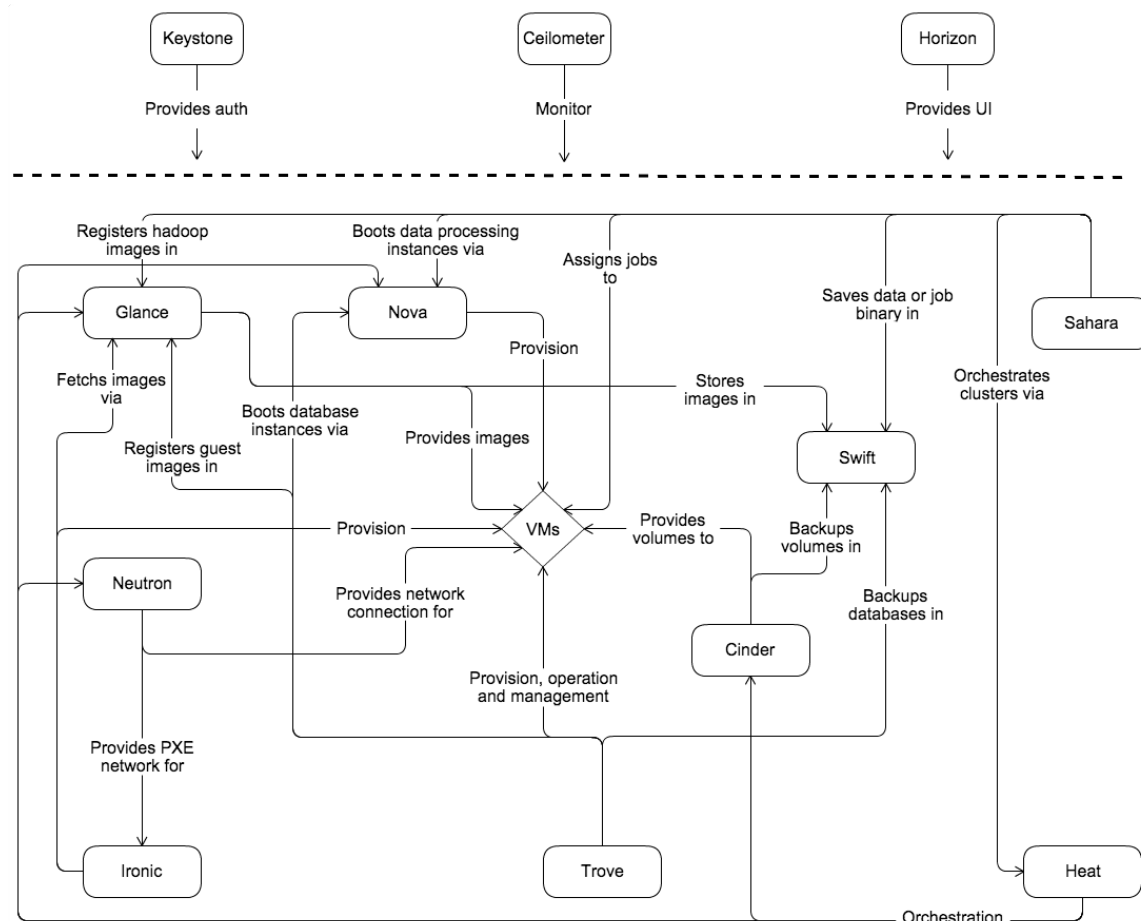 Keystone
Ceilometer
Horizon
Provides auth
Monitor
Provides UI
Registers hadoop
images in
Boots data processing
instances via
Assigns jobs
to
Saves data or job
binary in
Glance
Nova
Sahara
Provision
Fetchs images
via
Boots database
instances via
Stores
images in
Orchestrates
clusters via
Registers guest
images in
Provides images
Swift
Provision
VMs
Provides
volumes to
Backups
volumes in
Neutron
Provides network
connection for
Backups
databases in
Cinder
Provision, operation
and management
Provides PXE
network for
Ironic
Trove
Heat
Orchestration